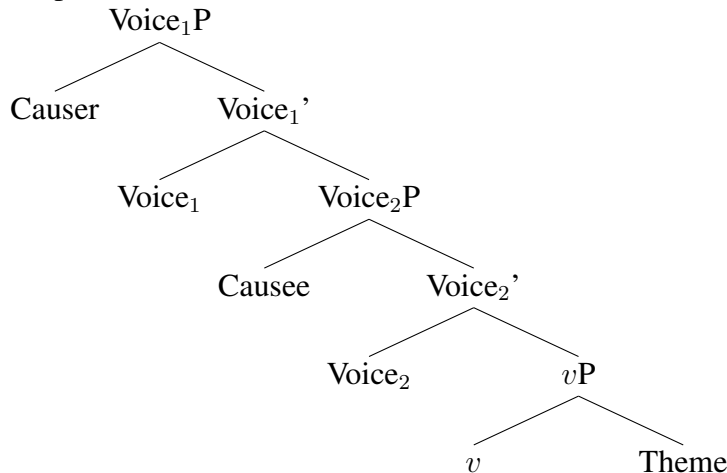 Voice₁P
Causer Voice₁’
Voice₁ Voice₂P
Causee Voice₂’
Voice₂ vP
v Theme